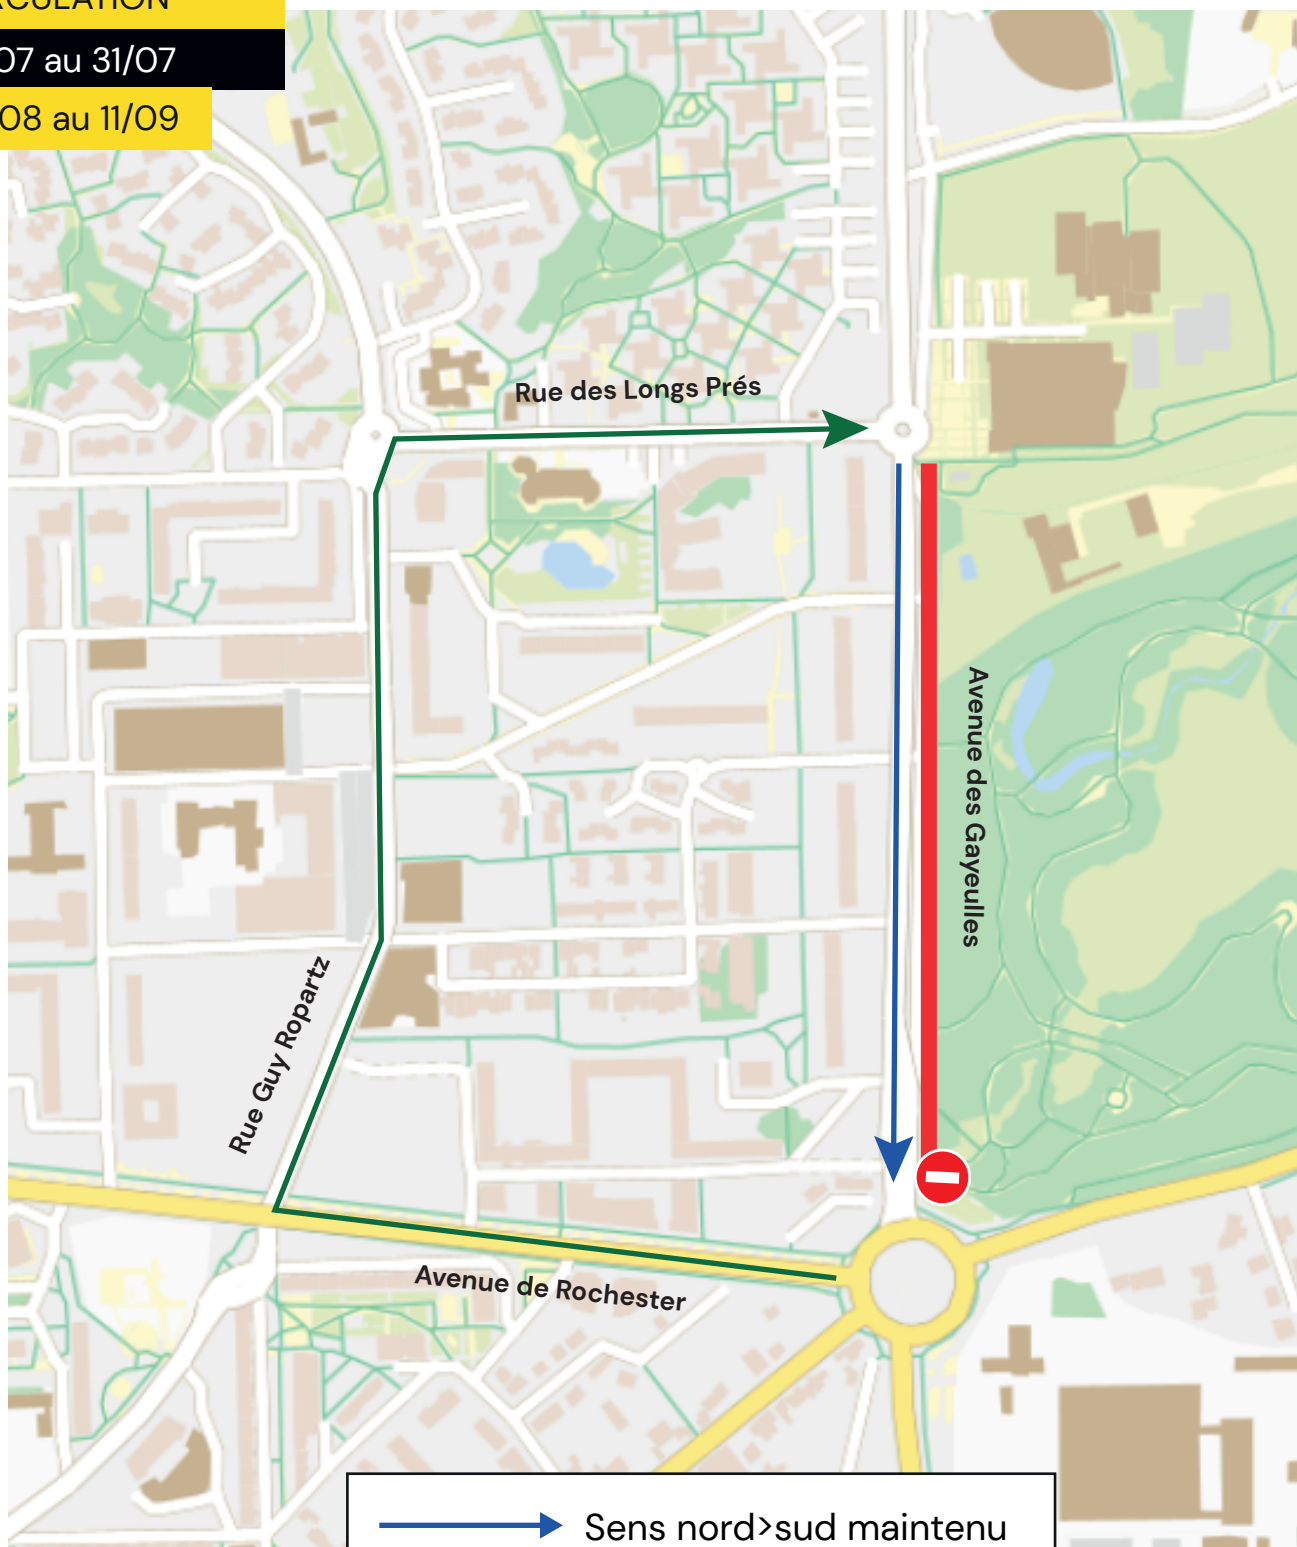 07 au 31/07
08 au 11/09
Rue des Longs Prés
Avenue des Gayeulles
Rue Guy Ropartz
Avenue de Rochester
Sens nord>sud maintenu